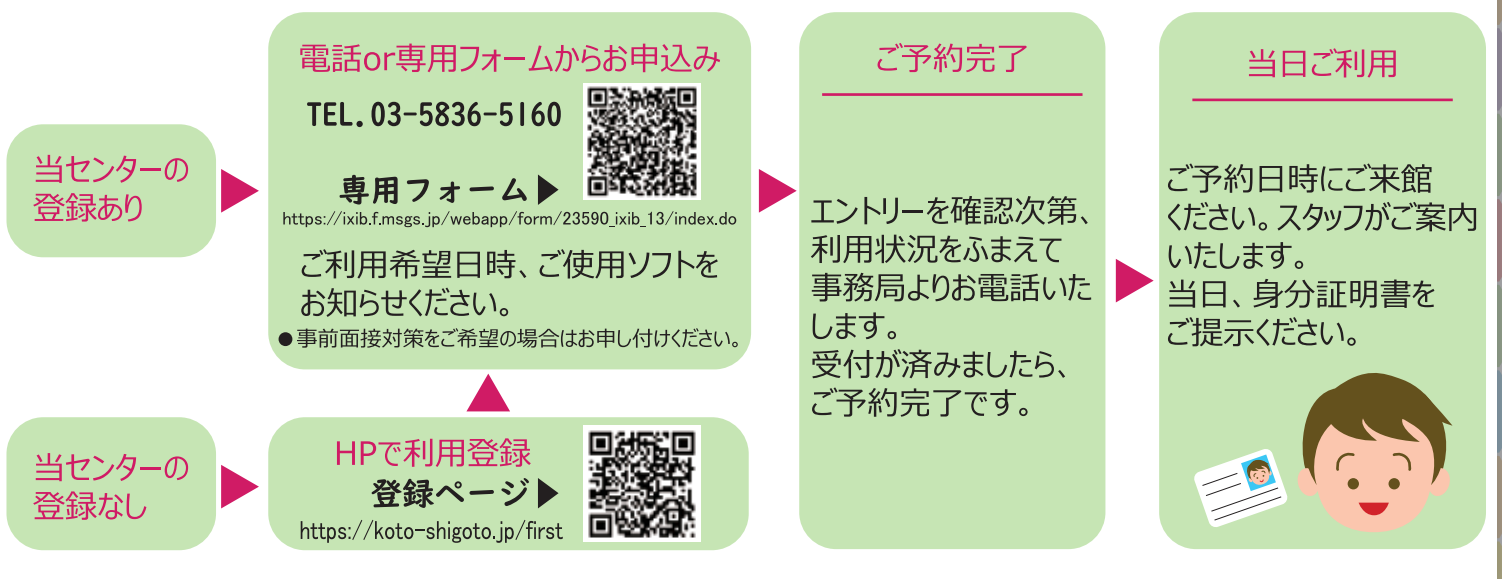 当センターの
登録あり
電話or専用フォームからお申込み
TEL.03-5836-5160
専用フォーム▶
https://ixib.f.msgs.jp/webapp/form/23590_ixib_13/index.do
ご利用希望日時、ご使用ソフトを
お知らせください。
●事前面接対策をご希望の場合はお申し付けください。
当センターの
登録なし
HPで利用登録
登録ページ▶
https://koto-shigoto.jp/first
ご予約完了
エントリーを確認次第、
利用状況をふまえて
事務局よりお電話いた
します。
受付が済みましたら、
ご予約完了です。
当日ご利用
ご予約日時にご来館
ください。スタッフがご案内
いたします。
当日、身分証明書を
ご提示ください。